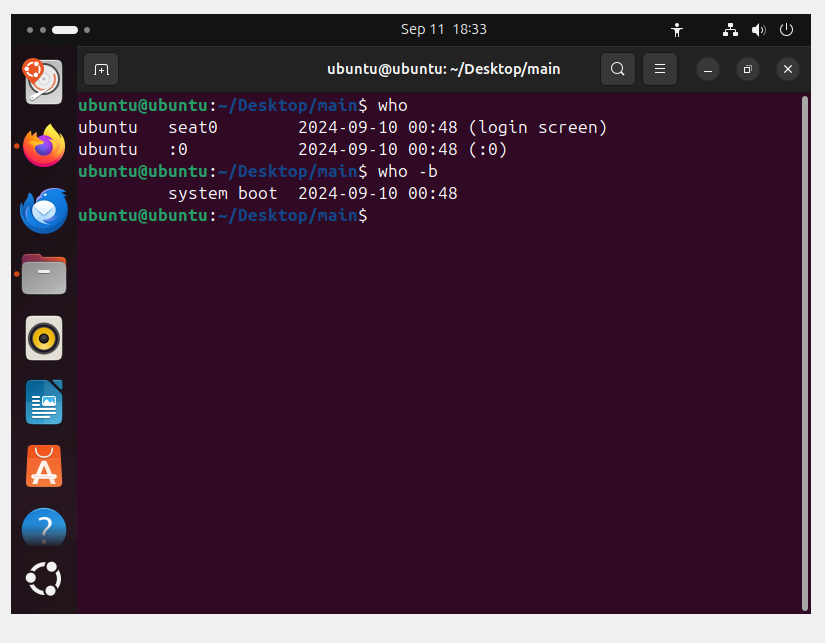 Sep 11 18:33
ubuntu@ubuntu: ~/Desktop/main
ubuntu@ubuntu:~/Desktop/main$ who
ubuntu   seat0        2024-09-10 00:48 (login screen)
ubuntu   :0           2024-09-10 00:48 (:0)
ubuntu@ubuntu:~/Desktop/main$ who -b
         system boot  2024-09-10 00:48
ubuntu@ubuntu:~/Desktop/main$
?